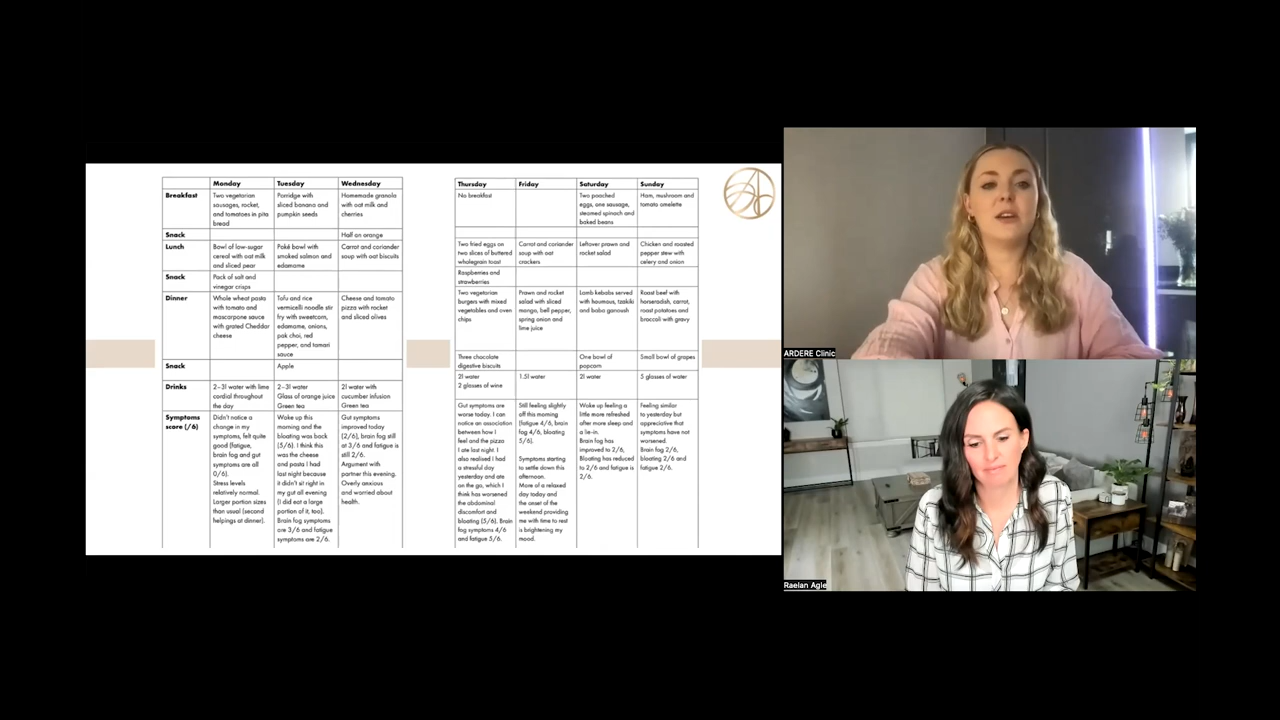 Monday Tuesday Wednesday
Breakfast
Two vegetarian
sausages, rocket,
and tomatoes in pita
bread
Porridge with
sliced banana and
pumpkin seeds
Homemade granola
with oat milk and
cherries
Snack
Half an orange
Lunch
Bowl of low-sugar
cereal with oat milk
and sliced pear
Poké bowl with
smoked salmon and
edamame
Carrot and coriander
soup with oat biscuits
Snack
Pack of salt and
vinegar crisps
Dinner
Whole wheat pasta
with tomato and
mascarpone sauce
with grated Cheddar
cheese
Tofu and rice
vermicelli noodle stir
fry with sweetcorn,
edamame, onions,
pak choi, red
pepper, and tamari
sauce
Cheese and tomato
pizza with rocket
and sliced olives
Snack
Apple
Drinks
2–3l water with lime
cordial throughout
the day
2–3l water
Glass of orange juice
Green tea
2l water with
cucumber infusion
Green tea
Symptoms
score (/6)
Didn't notice a
change in my
symptoms, felt quite
good (fatigue,
brain fog and gut
symptoms are all
0/6).
Stress levels
relatively normal.
Larger portion sizes
than usual (second
helpings at dinner).
Woke up this
morning and the
bloating was back
(5/6). I think this
was the cheese
and pasta I had
last night because
it didn't sit right in
my gut all evening
(I did eat a large
portion of it, too).
Brain fog symptoms
are 3/6 and fatigue
symptoms are 2/6.
Gut symptoms
improved today
(2/6), brain fog still
at 3/6 and fatigue is
still 2/6.
Argument with
partner this evening.
Overly anxious
and worried about
health.
Thursday Friday Saturday Sunday
No breakfast
Two poached
eggs, one sausage,
steamed spinach and
baked beans
Ham, mushroom and
tomato omelette
Two fried eggs on
two slices of buttered
wholegrain toast
Carrot and coriander
soup with oat
crackers
Leftover prawn and
rocket salad
Chicken and roasted
pepper stew with
celery and onion
Raspberries and
strawberries
Two vegetarian
burgers with mixed
vegetables and oven
chips
Prawn and rocket
salad with sliced
mango, bell pepper,
spring onion and
lime juice
Lamb kebabs served
with houmous, tzatziki
and baba ganoush
Roast beef with
horseradish, carrot,
roast potatoes and
broccoli with gravy
Three chocolate
digestive biscuits
One bowl of
popcorn
Small bowl of grapes
2l water
2 glasses of wine
1.5l water
2l water
5 glasses of water
Gut symptoms are
worse today. I can
notice an association
between how I
feel and the pizza
I ate last night. I
also realised I had
a stressful day
yesterday and ate
on the go, which I
think has worsened
the abdominal
discomfort and
bloating (5/6). Brain
fog symptoms 4/6
and fatigue 5/6.
Still feeling slightly
off this morning
(fatigue 4/6, brain
fog 4/6, bloating
5/6).
Symptoms starting
to settle down this
afternoon.
More of a relaxed
day today and
the onset of the
weekend providing
me with time to rest
is brightening my
mood.
Woke up feeling a
little more refreshed
after more sleep and
a lie-in.
Brain fog has
improved to 2/6,
Bloating has reduced
to 2/6 and fatigue is
2/6.
Feeling similar
to yesterday but
appreciative that
symptoms have not
worsened.
Brain fog 2/6,
bloating 2/6 and
fatigue 2/6.
ARDERE Clinic
Raelan Agle